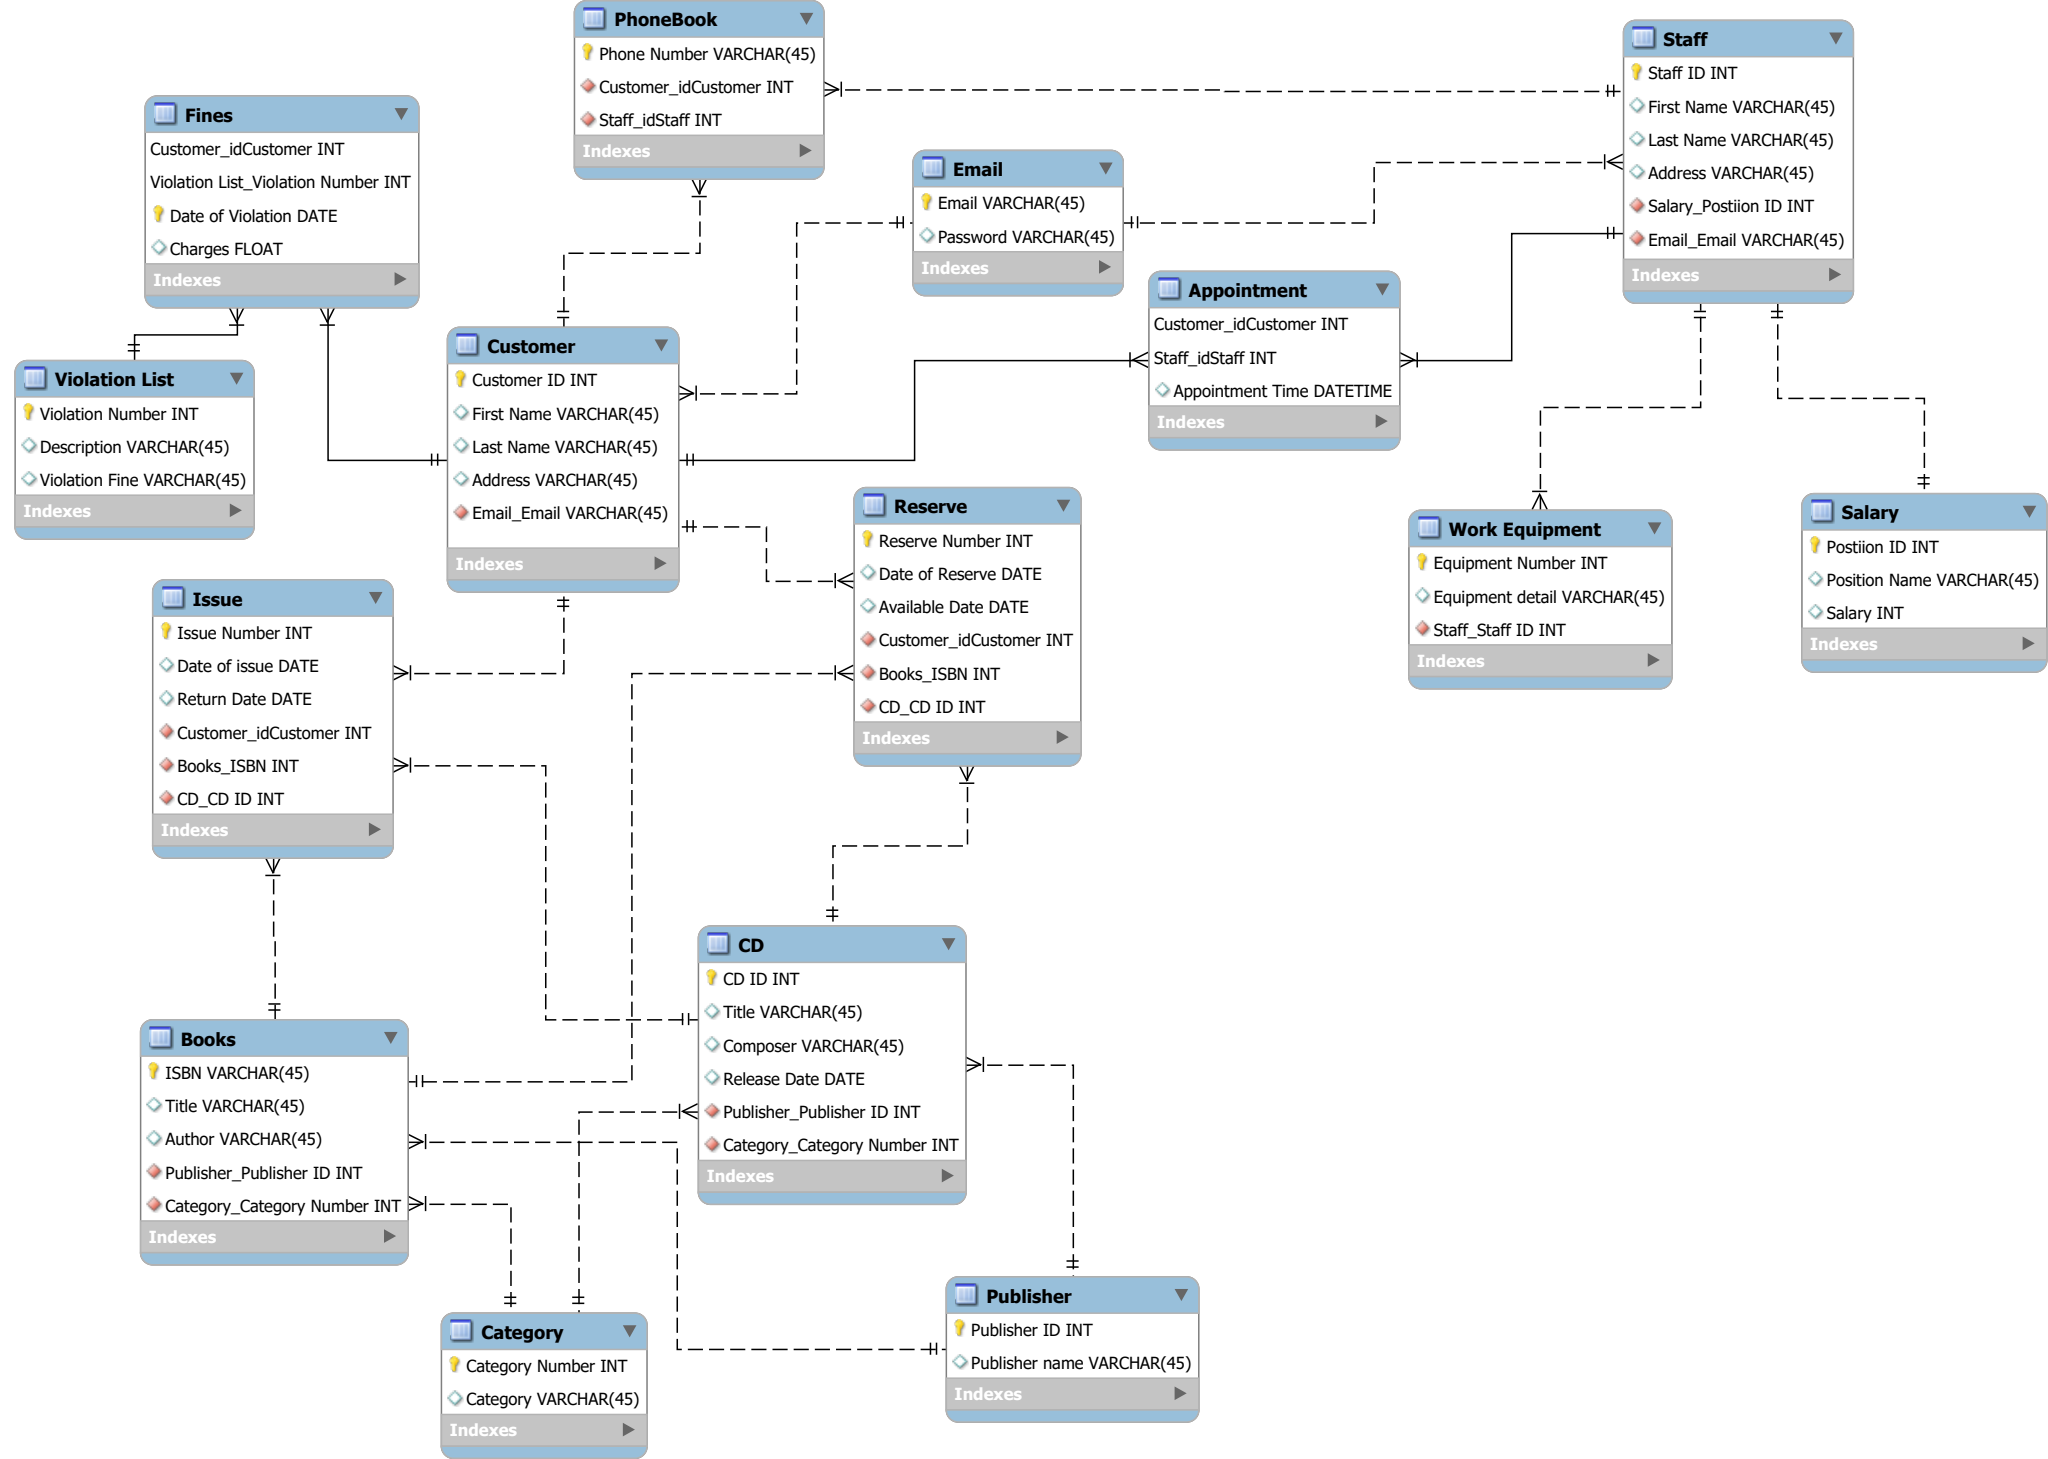 PhoneBook
Phone Number VARCHAR(45)
Customer_idCustomer INT
Staff_idStaff INT
Indexes
Staff
Staff ID INT
First Name VARCHAR(45)
Last Name VARCHAR(45)
Address VARCHAR(45)
Salary_Postiion ID INT
Email_Email VARCHAR(45)
Indexes
Fines
Customer_idCustomer INT
Violation List_Violation Number INT
Date of Violation DATE
Charges FLOAT
Indexes
Email
Email VARCHAR(45)
Password VARCHAR(45)
Indexes
Appointment
Customer_idCustomer INT
Staff_idStaff INT
Appointment Time DATETIME
Indexes
Customer
Customer ID INT
First Name VARCHAR(45)
Last Name VARCHAR(45)
Address VARCHAR(45)
Email_Email VARCHAR(45)
Indexes
Violation List
Violation Number INT
Description VARCHAR(45)
Violation Fine VARCHAR(45)
Indexes
Reserve
Reserve Number INT
Date of Reserve DATE
Available Date DATE
Customer_idCustomer INT
Books_ISBN INT
CD_CD ID INT
Indexes
Work Equipment
Equipment Number INT
Equipment detail VARCHAR(45)
Staff_Staff ID INT
Indexes
Salary
Postiion ID INT
Position Name VARCHAR(45)
Salary INT
Indexes
Issue
Issue Number INT
Date of issue DATE
Return Date DATE
Customer_idCustomer INT
Books_ISBN INT
CD_CD ID INT
Indexes
CD
CD ID INT
Title VARCHAR(45)
Composer VARCHAR(45)
Release Date DATE
Publisher_Publisher ID INT
Category_Category Number INT
Indexes
Books
ISBN VARCHAR(45)
Title VARCHAR(45)
Author VARCHAR(45)
Publisher_Publisher ID INT
Category_Category Number INT
Indexes
Publisher
Publisher ID INT
Publisher name VARCHAR(45)
Indexes
Category
Category Number INT
Category VARCHAR(45)
Indexes